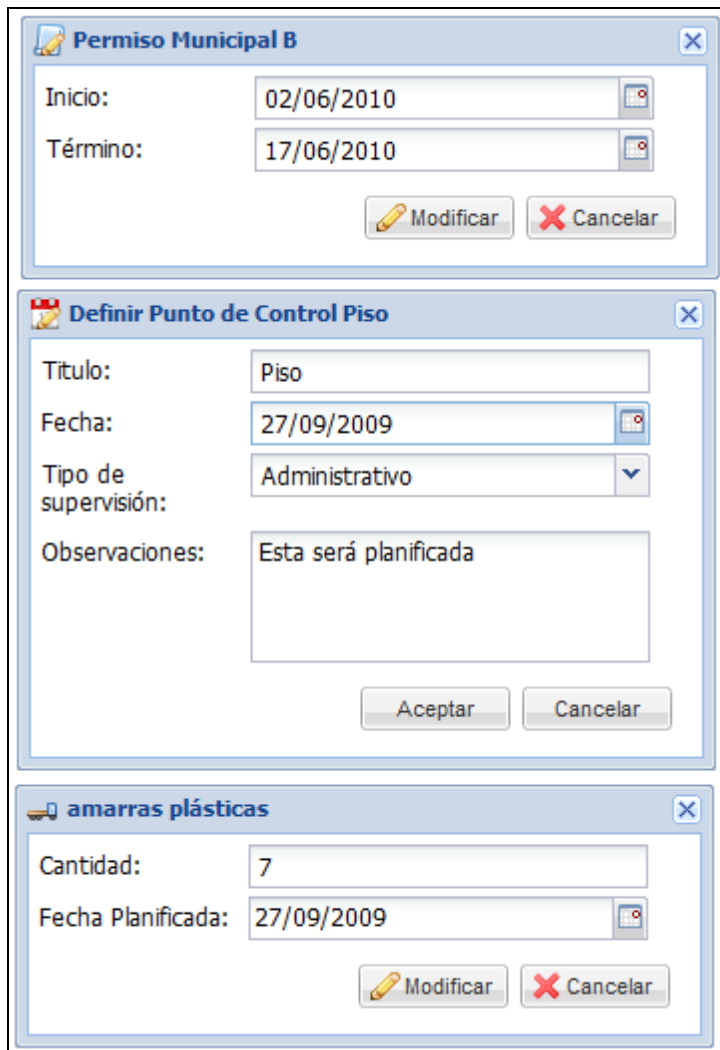 Permiso Municipal B
Inicio: 02/06/2010
Término: 17/06/2010
Modificar Cancelar
Definir Punto de Control Piso
Titulo: Piso
Fecha: 27/09/2009
Tipo de supervisión: Administrativo
Observaciones: Esta será planificada
Aceptar Cancelar
amarras plásticas
Cantidad: 7
Fecha Planificada: 27/09/2009
Modificar Cancelar